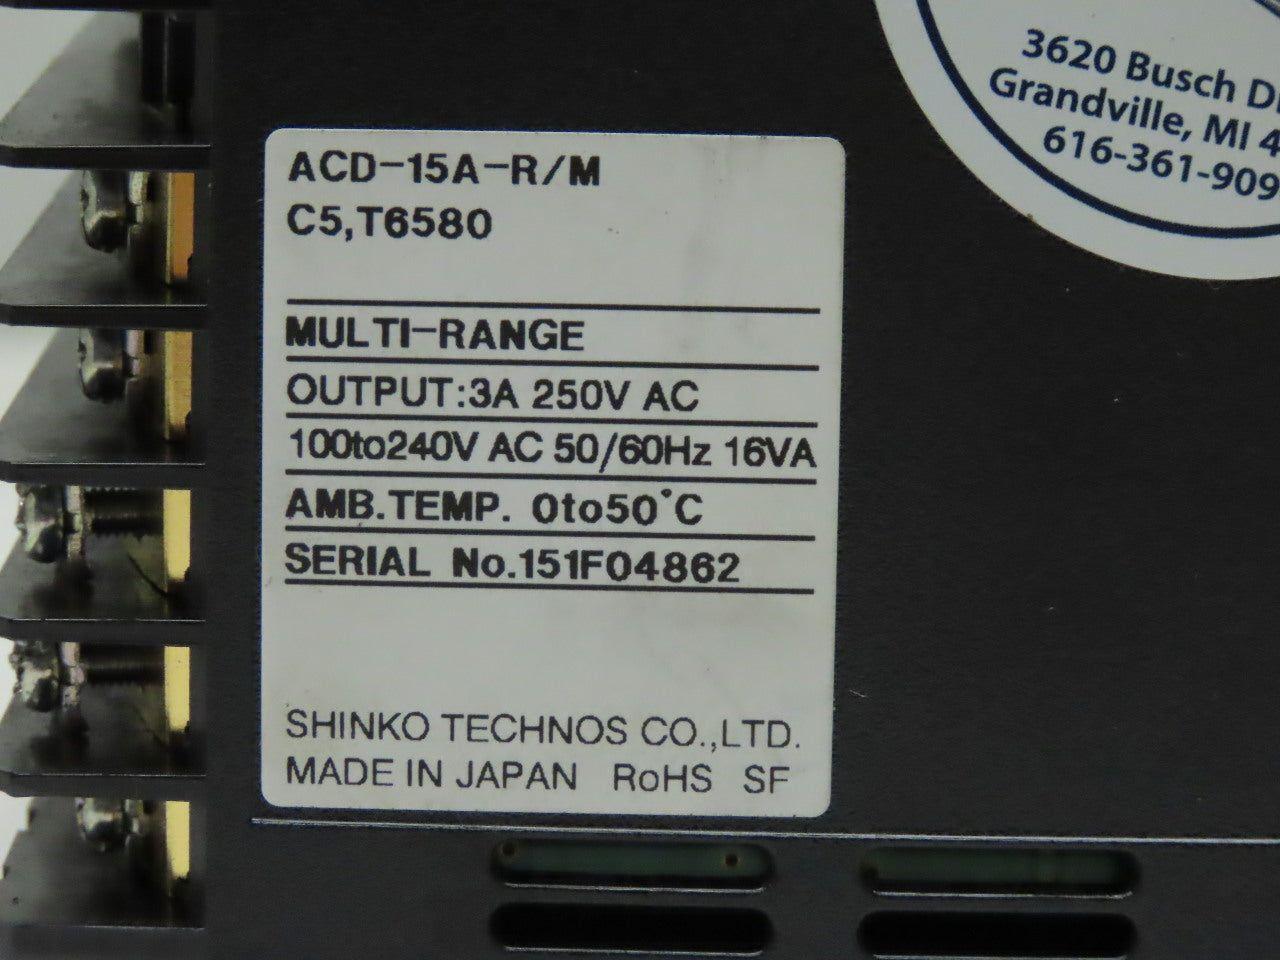 ACD-15A-R/M
C5,T6580
MULTI-RANGE
OUTPUT:3A 250V AC
100to240V AC 50/60Hz 16VA
AMB.TEMP. 0to50°C
SERIAL No.151F04862
SHINKO TECHNOS CO.,LTD.
MADE IN JAPAN RoHS SF
3620 Busch
Grandville, MI
616-361-909